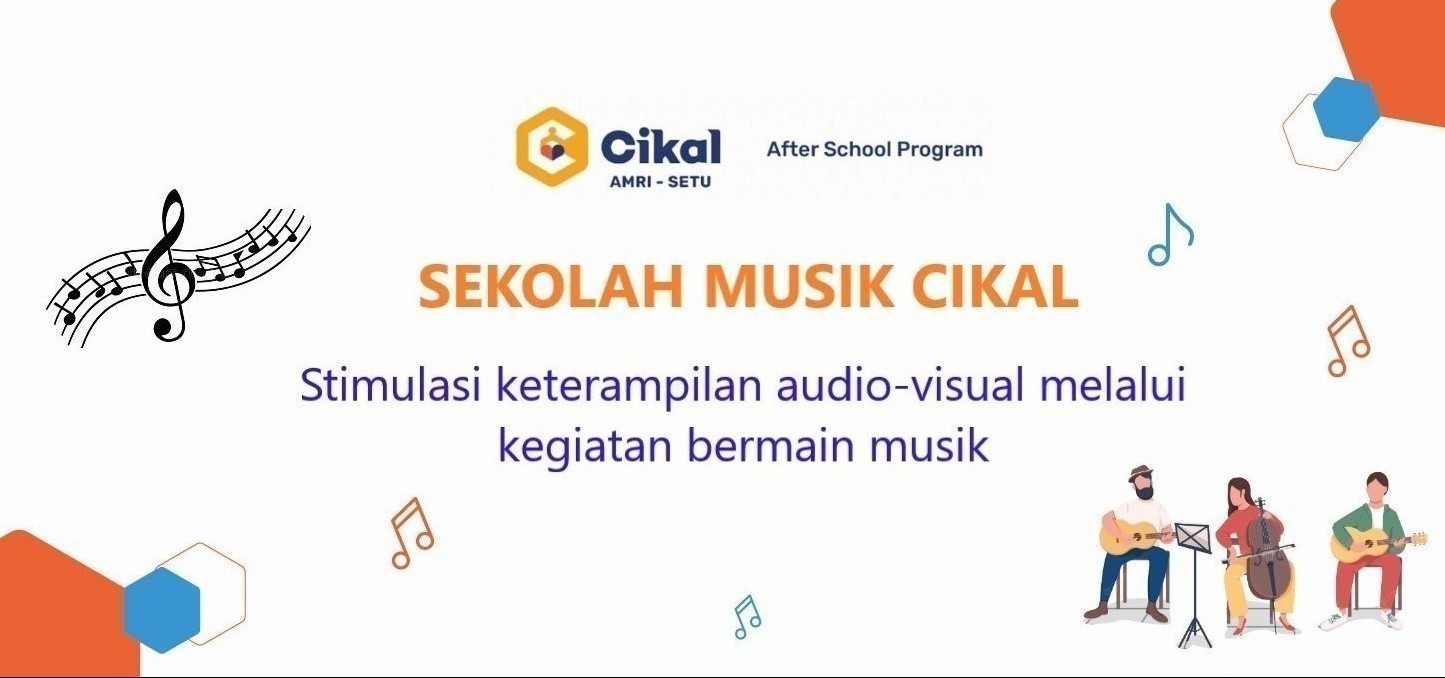 Cikal
AMRI - SETU
After School Program
SEKOLAH MUSIK CIKAL
Stimulasi keterampilan audio-visual melalui
kegiatan bermain musik